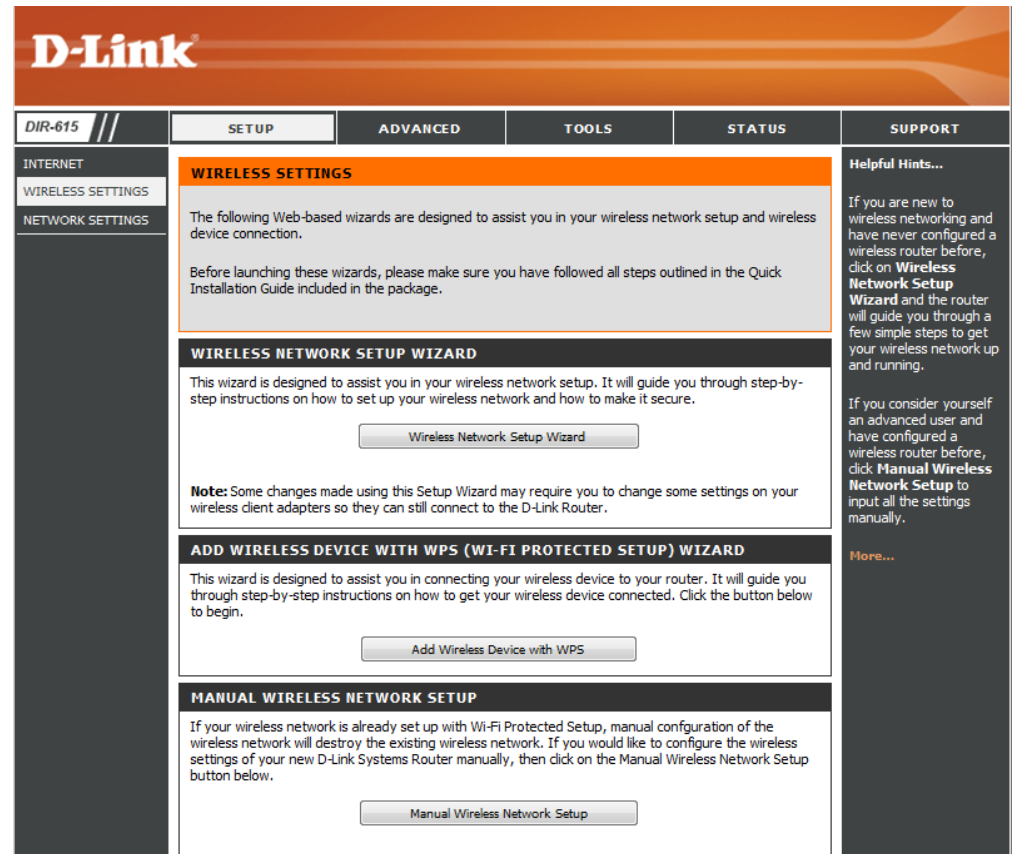 D-Link
DIR-615
SETUP
ADVANCED
TOOLS
STATUS
SUPPORT
INTERNET
WIRELESS SETTINGS
NETWORK SETTINGS
WIRELESS SETTINGS
The following Web-based wizards are designed to assist you in your wireless network setup and wireless
device connection.
Before launching these wizards, please make sure you have followed all steps outlined in the Quick
Installation Guide included in the package.
WIRELESS NETWORK SETUP WIZARD
This wizard is designed to assist you in your wireless network setup. It will guide you through step-by-
step instructions on how to set up your wireless network and how to make it secure.
Wireless Network Setup Wizard
Note: Some changes made using this Setup Wizard may require you to change some settings on your
wireless client adapters so they can still connect to the D-Link Router.
ADD WIRELESS DEVICE WITH WPS (WI-FI PROTECTED SETUP) WIZARD
This wizard is designed to assist you in connecting your wireless device to your router. It will guide you
through step-by-step instructions on how to get your wireless device connected. Click the button below
to begin.
Add Wireless Device with WPS
MANUAL WIRELESS NETWORK SETUP
If your wireless network is already set up with Wi-Fi Protected Setup, manual confguration of the
wireless network will destroy the existing wireless network. If you would like to configure the wireless
settings of your new D-Link Systems Router manually, then click on the Manual Wireless Network Setup
button below.
Manual Wireless Network Setup
Helpful Hints...
If you are new to
wireless networking and
have never configured a
wireless router before,
click on Wireless
Network Setup
Wizard and the router
will guide you through a
few simple steps to get
your wireless network up
and running.
If you consider yourself
an advanced user and
have configured a
wireless router before,
click Manual Wireless
Network Setup to
input all the settings
manually.
More...